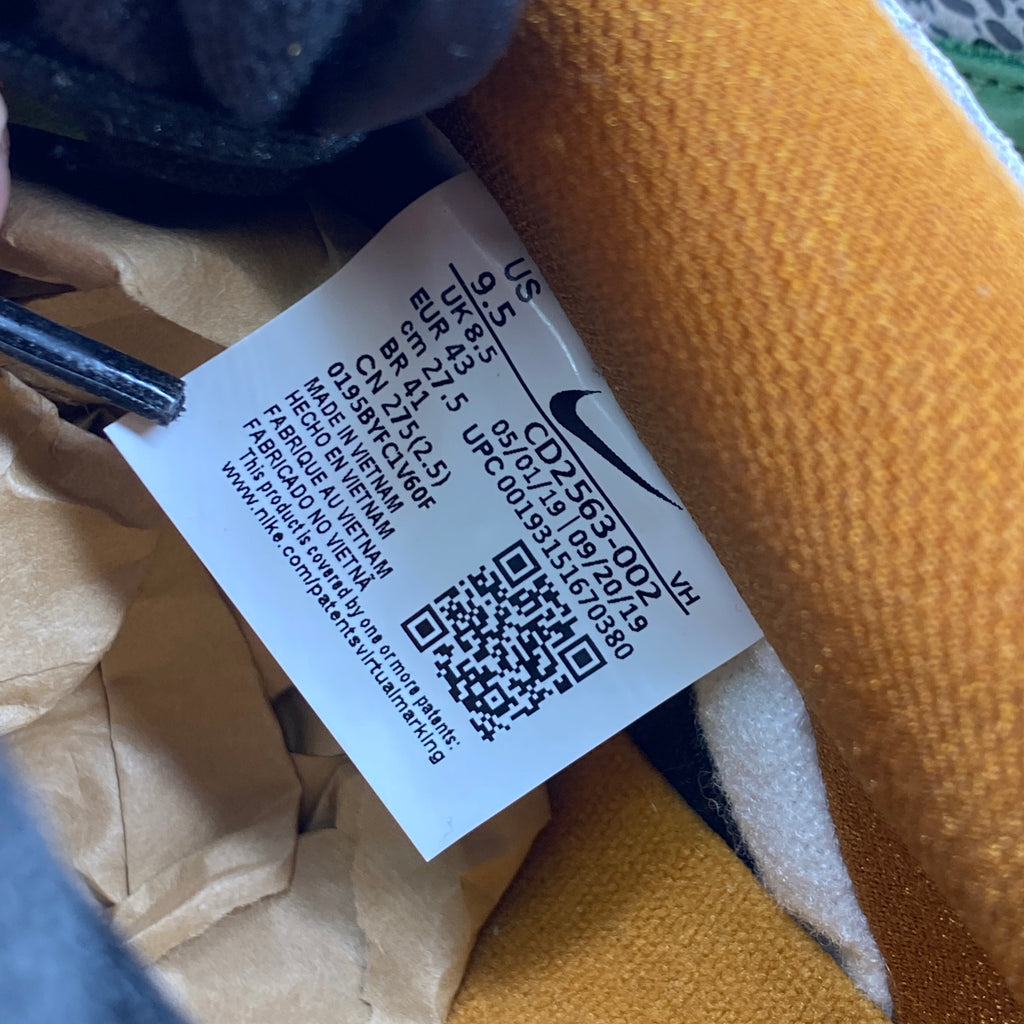 US
9.5
UK 8.5
EUR 43
cm 27.5
BR 41
CN 275(2.5)
0195BYFC1V60F
MADE IN VIETNAM
HECHO EN VIETNAM
FABRIQUE AU VIETNAM
FABRICADO NO VIETNÃ
This product is covered by one or more patents:
www.nike.com/patentsvirtualmarking
VH
CD2563-002
05/01/19 | 09/20/19
UPC 00193151670380